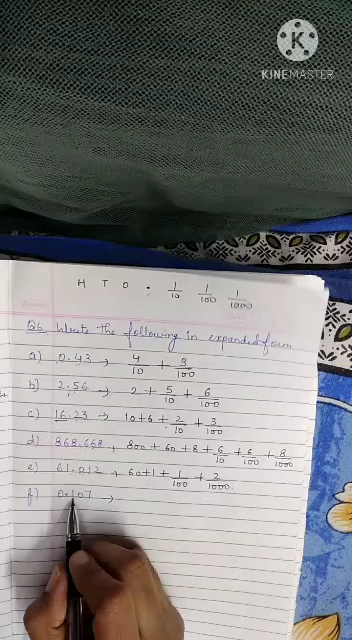 KINEMASTER
H T O . 1/10 1/100 1/1000
Q6 Write the following in expanded form
a) 0.43 → 4/10 + 3/100
b) 2.56 → 2 + 5/10 + 6/100
c) 16.23 → 10+6+ 2/10 + 3/100
d) 868.668, 800 + 60 + 8 + 6/10 + 6/100 + 8/1000
e) 61.012 → 60+1 + 1/100 + 2/1000
f) 0.107 →